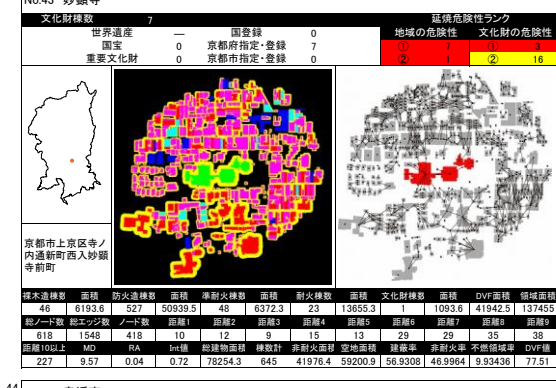 No.43 妙顕寺
文化財棟数 7 延焼危険性ランク
世界遺産 ― 国登録 0 地域の危険性 文化財の危険性
国宝 0 京都府指定・登録 7 ① 7 ① 3
重要文化財 0 京都市指定・登録 0 ② 1 ② 16
京都市上京区寺ノ
内通新町西入妙顕
寺前町
裸木造棟数 面積 防火造棟数 面積 準耐火棟数 面積 耐火棟数 面積 文化財棟数 面積 DVF面積 領域面積
46 6193.6 527 50939.5 48 6372.3 23 13655.3 1 1093.6 41942.5 137455
総ノード数 総エッジ数 ノード数 距離1 距離2 距離3 距離4 距離5 距離6 距離7 距離8 距離9
618 1548 418 10 12 9 15 13 29 29 35 38
距離10以上 MD RA Int値 総建物面積 棟数計 非耐火面積 空地面積 建蔽率 非耐火率 不燃領域率 DVF率
227 9.57 0.04 0.72 78254.3 645 41976.4 59200.9 56.9308 46.9964 9.93436 77.51
44